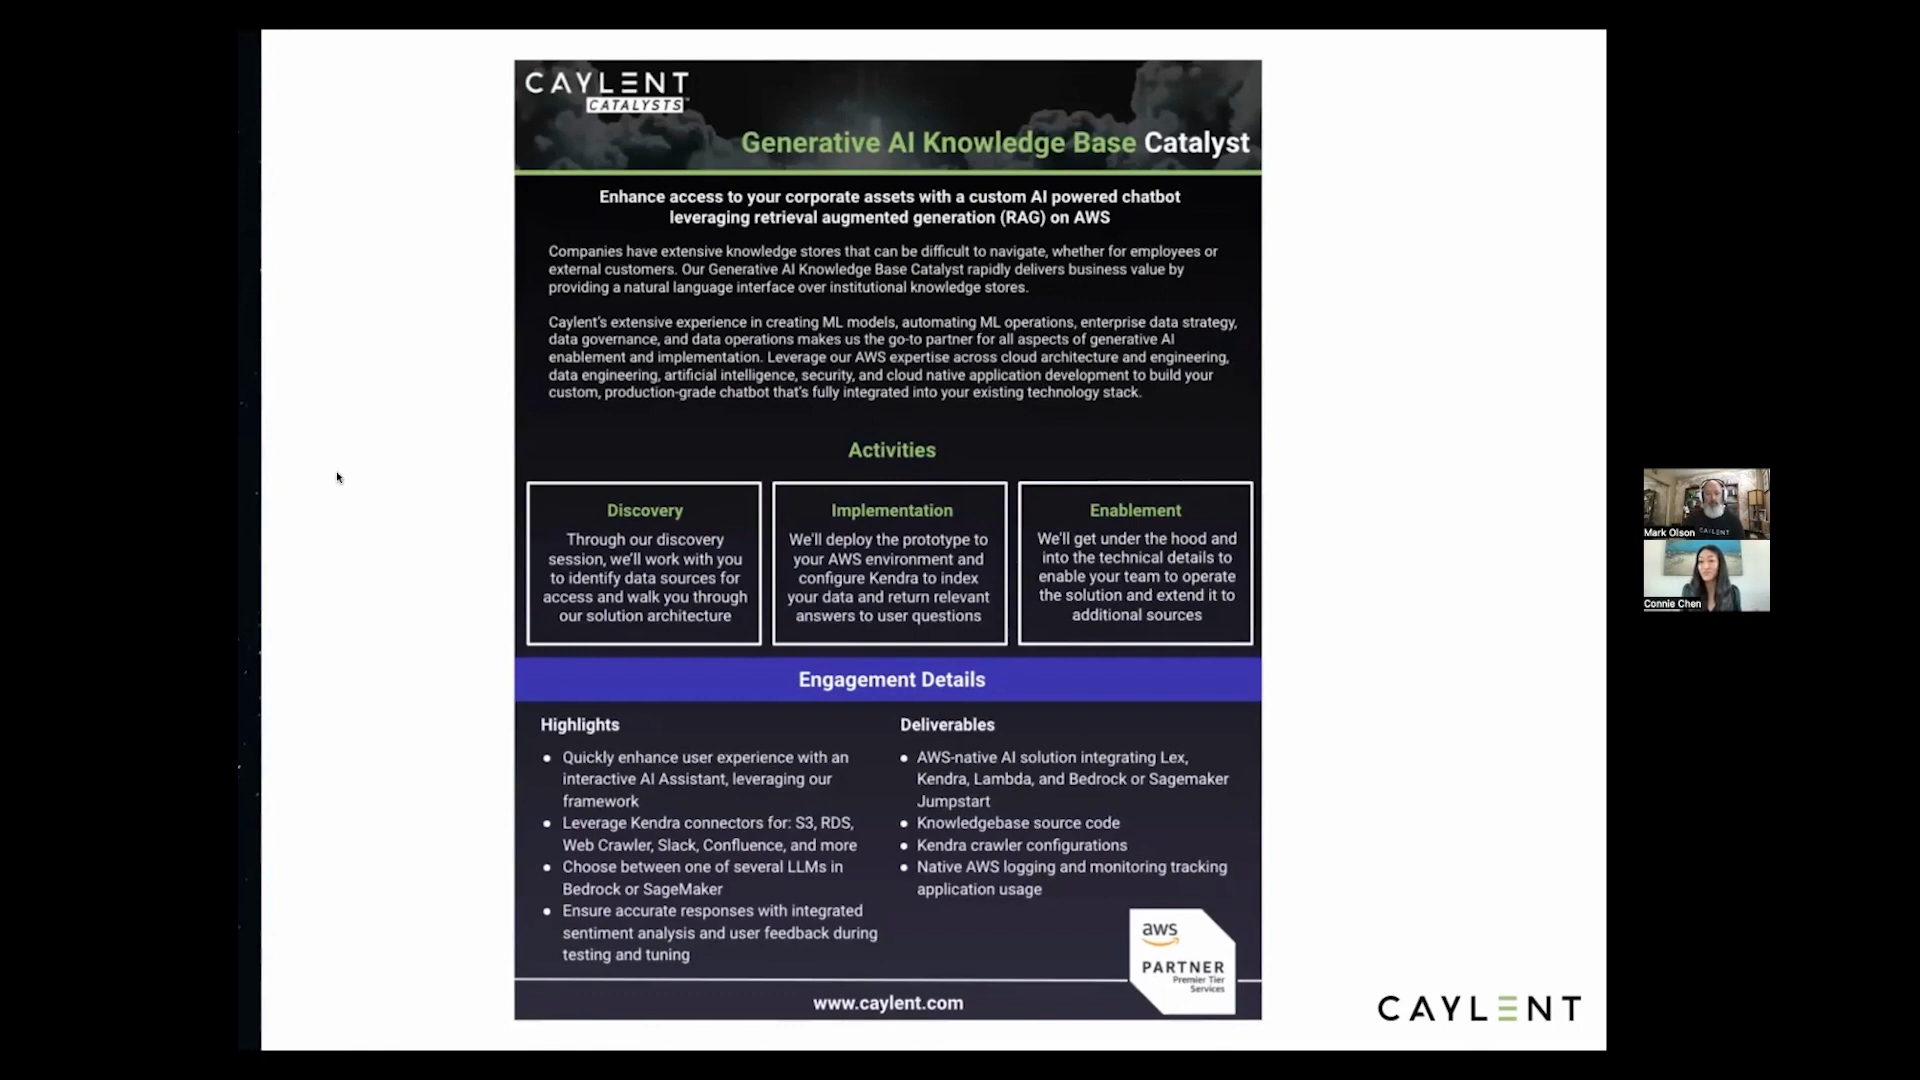 CAYLENT
CATALYSTS
Generative AI Knowledge Base Catalyst
Enhance access to your corporate assets with a custom AI powered chatbot
leveraging retrieval augmented generation (RAG) on AWS
Companies have extensive knowledge stores that can be difficult to navigate, whether for employees or
external customers. Our Generative AI Knowledge Base Catalyst rapidly delivers business value by
providing a natural language interface over institutional knowledge stores.
Caylent's extensive experience in creating ML models, automating ML operations, enterprise data strategy,
data governance, and data operations makes us the go-to partner for all aspects of generative AI
enablement and implementation. Leverage our AWS expertise across cloud architecture and engineering,
data engineering, artificial intelligence, security, and cloud native application development to build your
custom, production-grade chatbot that's fully integrated into your existing technology stack.
Activities
Discovery
Through our discovery
session, we'll work with you
to identify data sources for
access and walk you through
our solution architecture
Implementation
We'll deploy the prototype to
your AWS environment and
configure Kendra to index
your data and return relevant
answers to user questions
Enablement
We'll get under the hood and
into the technical details to
enable your team to operate
the solution and extend it to
additional sources
Engagement Details
Highlights
• Quickly enhance user experience with an
interactive AI Assistant, leveraging our
framework
• Leverage Kendra connectors for: S3, RDS,
Web Crawler, Slack, Confluence, and more
• Choose between one of several LLMs in
Bedrock or SageMaker
• Ensure accurate responses with integrated
sentiment analysis and user feedback during
testing and tuning
Deliverables
• AWS-native AI solution integrating Lex,
Kendra, Lambda, and Bedrock or Sagemaker
Jumpstart
• Knowledgebase source code
• Kendra crawler configurations
• Native AWS logging and monitoring tracking
application usage
aws
PARTNER
Premier Tier
Services
www.caylent.com
CAYLENT
CAYLENT
Mark Olson
Connie Chen